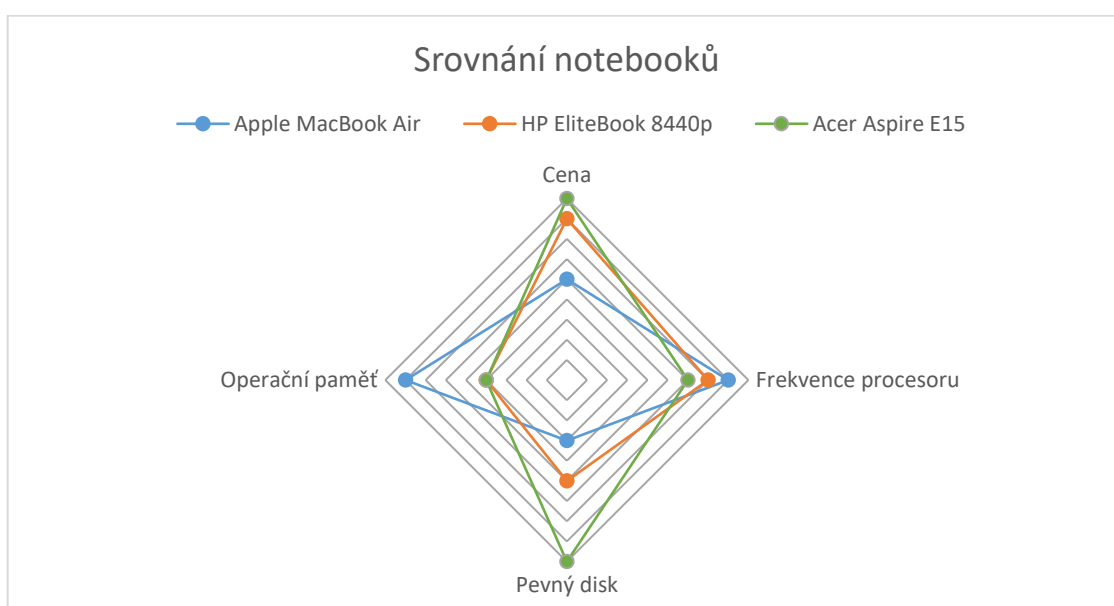 Srovnání notebooků
Apple MacBook Air HP EliteBook 8440p Acer Aspire E15
Cena
Operační paměť Frekvence procesoru
Pevný disk